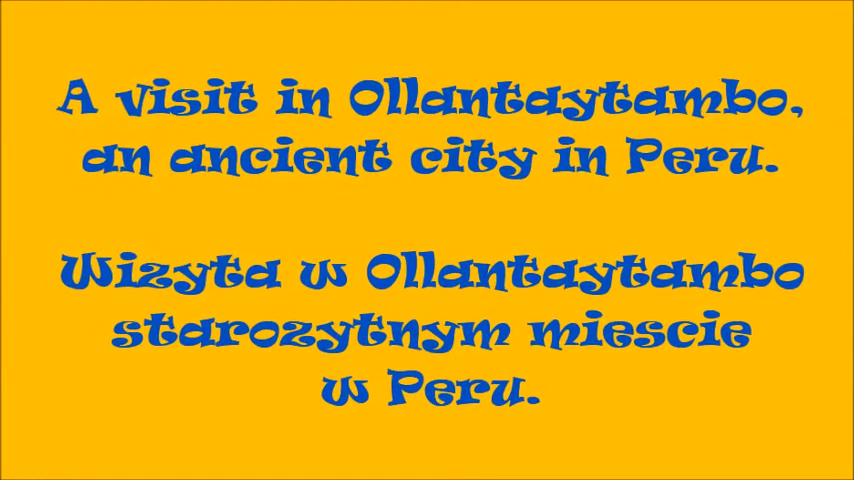 A visit in Ollantaytambo,
an ancient city in Peru.
Wizyta w Ollantaytambo
starozytnym miescie
w Peru.